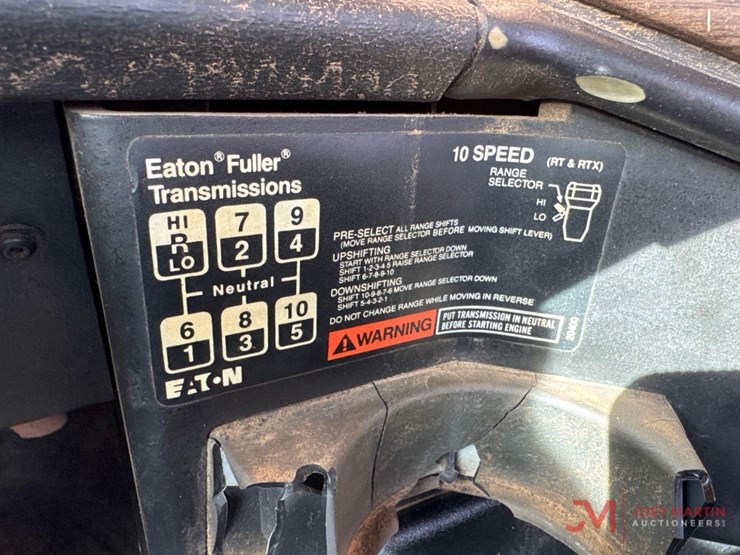 Eaton® Fuller®
Transmissions
10 SPEED (RT & RTX)
RANGE
SELECTOR
HI
LO
HI 7 9
R 2 4
LO
Neutral
6 8 10
1 3 5
EATON
PRE-SELECT ALL RANGE SHIFTS
(MOVE RANGE SELECTOR BEFORE MOVING SHIFT LEVER)
UPSHIFTING
START WITH RANGE SELECTOR DOWN
SHIFT 1-2-3-4-5 RAISE RANGE SELECTOR
SHIFT 6-7-8-9-10
DOWNSHIFTING
SHIFT 10-9-8-7-6 MOVE RANGE SELECTOR DOWN
SHIFT 5-4-3-2-1
DO NOT CHANGE RANGE WHILE MOVING IN REVERSE
WARNING
PUT TRANSMISSION IN NEUTRAL
BEFORE STARTING ENGINE
JM
JEFF MARTIN
AUCTIONEERS